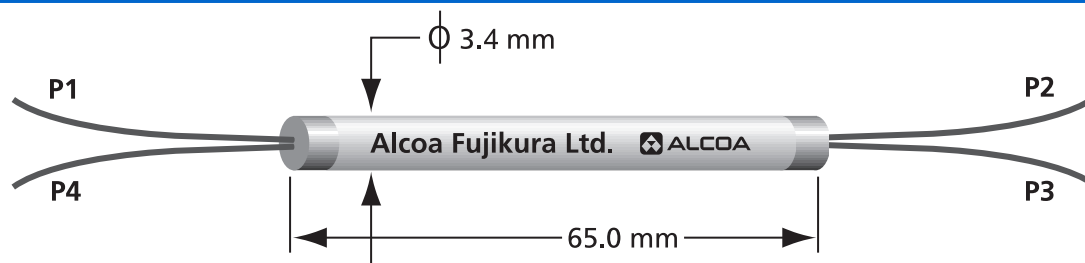 ϕ 3.4 mm
P1
P2
Alcoa Fujikura Ltd. ALCOA
P4
P3
65.0 mm